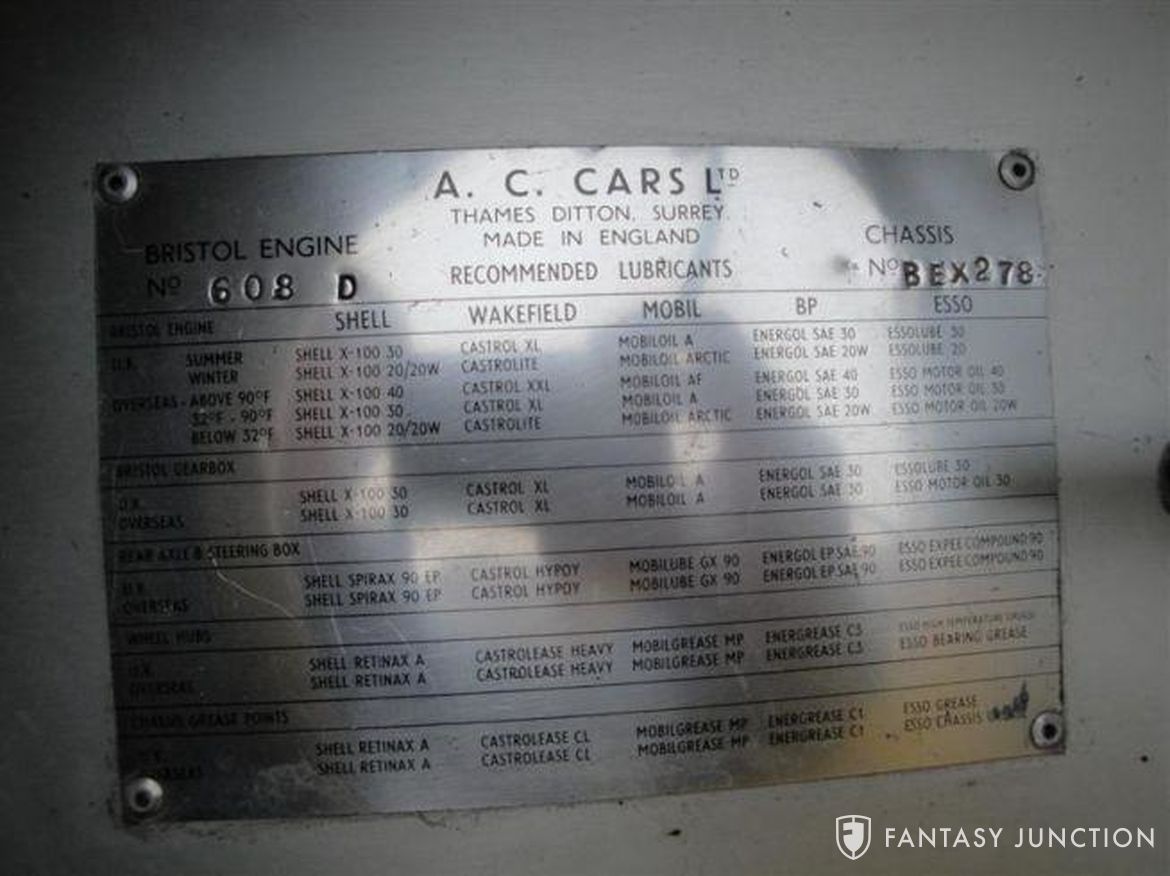 A. C. CARS LTD
THAMES DITTON, SURREY.
MADE IN ENGLAND
BRISTOL ENGINE
No 608 D
RECOMMENDED LUBRICANTS
CHASSIS
No BEX278
BRISTOL ENGINE SHELL WAKEFIELD MOBIL BP ESSO
U.K. SUMMER SHELL X-100 30 CASTROL XL MOBILOIL A ENERGOL SAE 30 ESSOLUBE 30
WINTER SHELL X-100 20/20W CASTROLITE MOBILOIL ARCTIC ENERGOL SAE 20W ESSOLUBE 20
OVERSEAS - ABOVE 90°F SHELL X-100 40 CASTROL XXL MOBILOIL AF ENERGOL SAE 40 ESSO MOTOR OIL 40
32°F - 90°F SHELL X-100 30 CASTROL XL MOBILOIL A ENERGOL SAE 30 ESSO MOTOR OIL 30
BELOW 32°F SHELL X-100 20/20W CASTROLITE MOBILOIL ARCTIC ENERGOL SAE 20W ESSO MOTOR OIL 20W
BRISTOL GEARBOX
U.K. SHELL X-100 30 CASTROL XL MOBILOIL A ENERGOL SAE 30 ESSOLUBE 30
OVERSEAS SHELL X-100 30 CASTROL XL MOBILOIL A ENERGOL SAE 30 ESSO MOTOR OIL 30
REAR AXLE & STEERING BOX
U.K. SHELL SPIRAX 90 EP CASTROL HYPOY MOBILUBE GX 90 ENERGOL EP SAE 90 ESSO EXPEE COMPOUND 90
OVERSEAS SHELL SPIRAX 90 EP CASTROL HYPOY MOBILUBE GX 90 ENERGOL EP SAE 90 ESSO EXPEE COMPOUND 90
WHEEL HUBS
U.K. SHELL RETINAX A CASTROLEASE HEAVY MOBILGREASE MP ENERGREASE C3 ESSO HIGH TEMPERATURE GREASE
OVERSEAS SHELL RETINAX A CASTROLEASE HEAVY MOBILGREASE MP ENERGREASE C3 ESSO BEARING GREASE
CHASSIS GREASE POINTS
U.K. SHELL RETINAX A CASTROLEASE CL MOBILGREASE MP ENERGREASE C1 ESSO GREASE
OVERSEAS SHELL RETINAX A CASTROLEASE CL MOBILGREASE MP ENERGREASE C1 ESSO CHASSIS
FANTASY JUNCTION